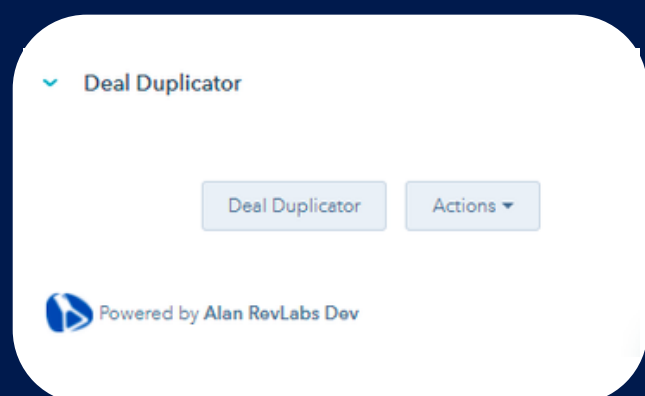 Deal Duplicator
Deal Duplicator Actions
Powered by Alan RevLabs Dev